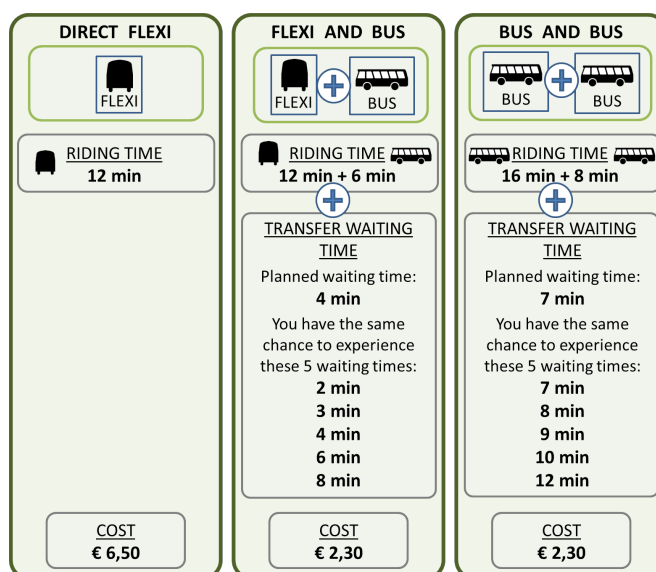 DIRECT FLEXI
FLEXI
RIDING TIME
12 min
COST
€ 6,50
FLEXI AND BUS
FLEXI
BUS
RIDING TIME
12 min + 6 min
TRANSFER WAITING
TIME
Planned waiting time:
4 min
You have the same
chance to experience
these 5 waiting times:
2 min
3 min
4 min
6 min
8 min
COST
€ 2,30
BUS AND BUS
BUS
BUS
RIDING TIME
16 min + 8 min
TRANSFER WAITING
TIME
Planned waiting time:
7 min
You have the same
chance to experience
these 5 waiting times:
7 min
8 min
9 min
10 min
12 min
COST
€ 2,30